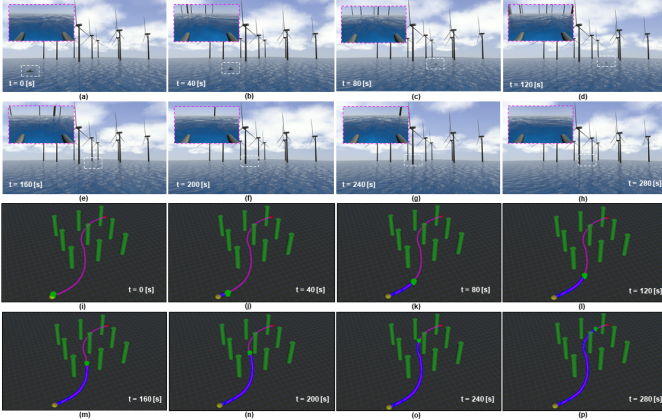 t = 0 [s]
(a)
t = 40 [s]
(b)
t = 80 [s]
(c)
t = 120 [s]
(d)
t = 160 [s]
(e)
t = 200 [s]
(f)
t = 240 [s]
(g)
t = 280 [s]
(h)
t = 0 [s]
(i)
t = 40 [s]
(j)
t = 80 [s]
(k)
t = 120 [s]
(l)
t = 160 [s]
(m)
t = 200 [s]
(n)
t = 240 [s]
(o)
t = 280 [s]
(p)